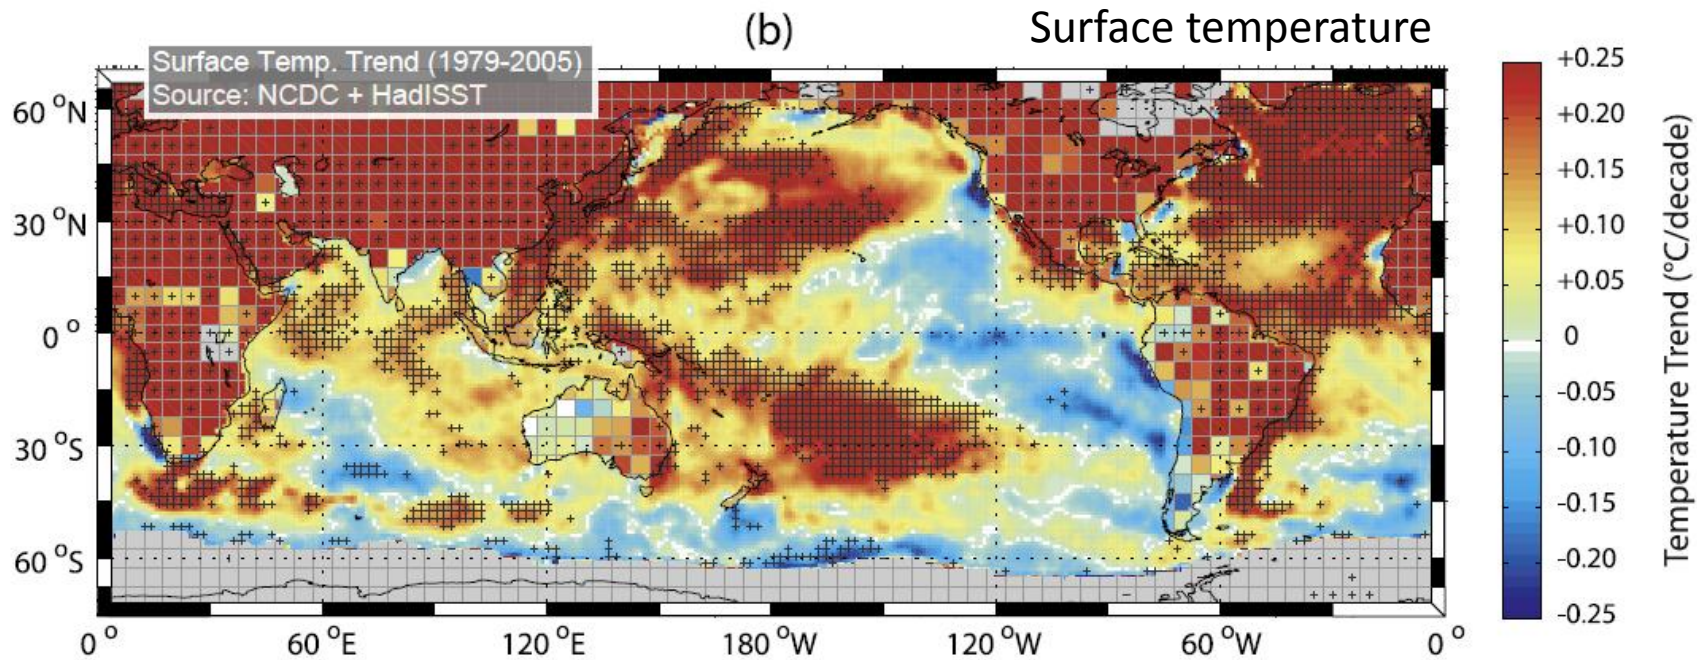 (b)
Surface temperature
Surface Temp. Trend (1979-2005)
Source: NCDC + HadISST
60 °N
30 °N
0 °
30 °S
60 °S
0 °
60 °E
120 °E
180 °W
120 °W
60 °W
0 °
+0.25
+0.20
+0.15
+0.10
+0.05
0
-0.05
-0.10
-0.15
-0.20
-0.25
Temperature Trend (°C/decade)